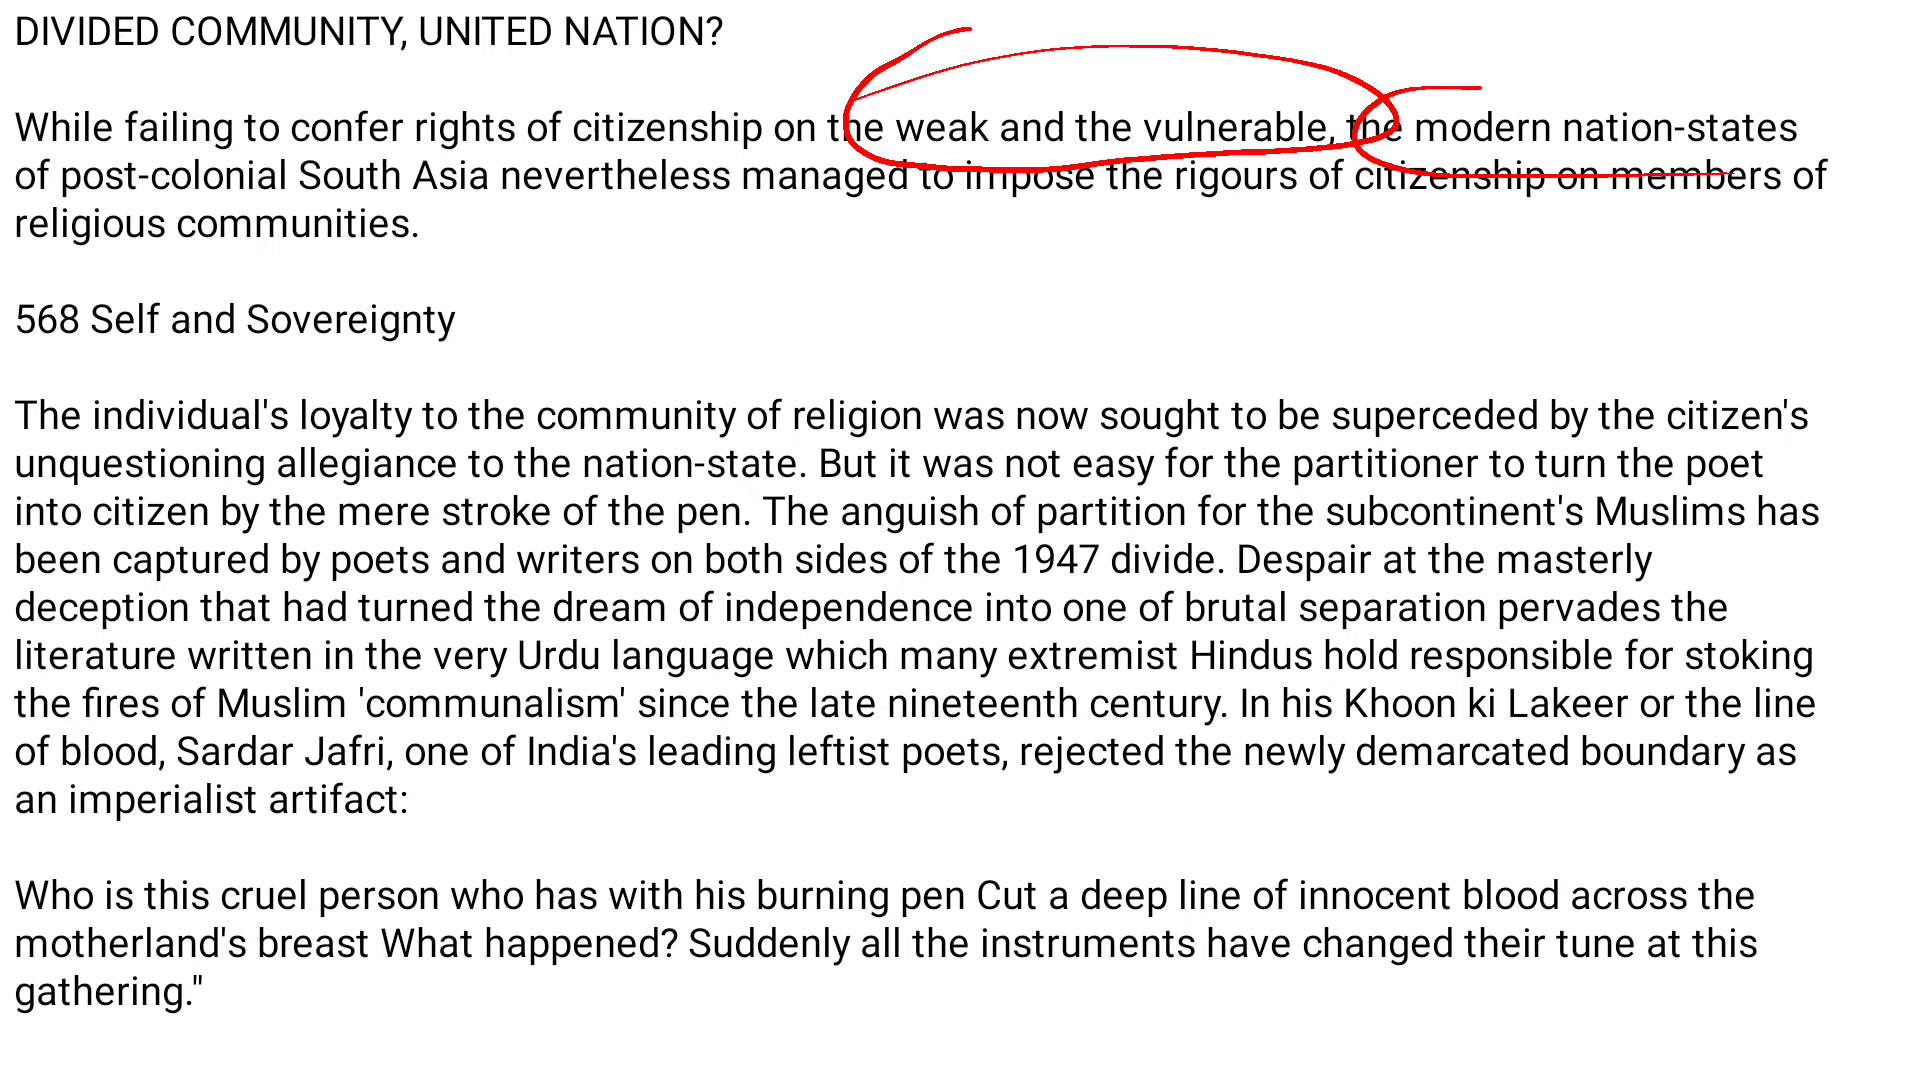 DIVIDED COMMUNITY, UNITED NATION?
While failing to confer rights of citizenship on the weak and the vulnerable, the modern nation-states
of post-colonial South Asia nevertheless managed to impose the rigours of citizenship on members of
religious communities.
568 Self and Sovereignty
The individual's loyalty to the community of religion was now sought to be superceded by the citizen's
unquestioning allegiance to the nation-state. But it was not easy for the partitioner to turn the poet
into citizen by the mere stroke of the pen. The anguish of partition for the subcontinent's Muslims has
been captured by poets and writers on both sides of the 1947 divide. Despair at the masterly
deception that had turned the dream of independence into one of brutal separation pervades the
literature written in the very Urdu language which many extremist Hindus hold responsible for stoking
the fires of Muslim 'communalism' since the late nineteenth century. In his Khoon ki Lakeer or the line
of blood, Sardar Jafri, one of India's leading leftist poets, rejected the newly demarcated boundary as
an imperialist artifact:
Who is this cruel person who has with his burning pen Cut a deep line of innocent blood across the
motherland's breast What happened? Suddenly all the instruments have changed their tune at this
gathering."